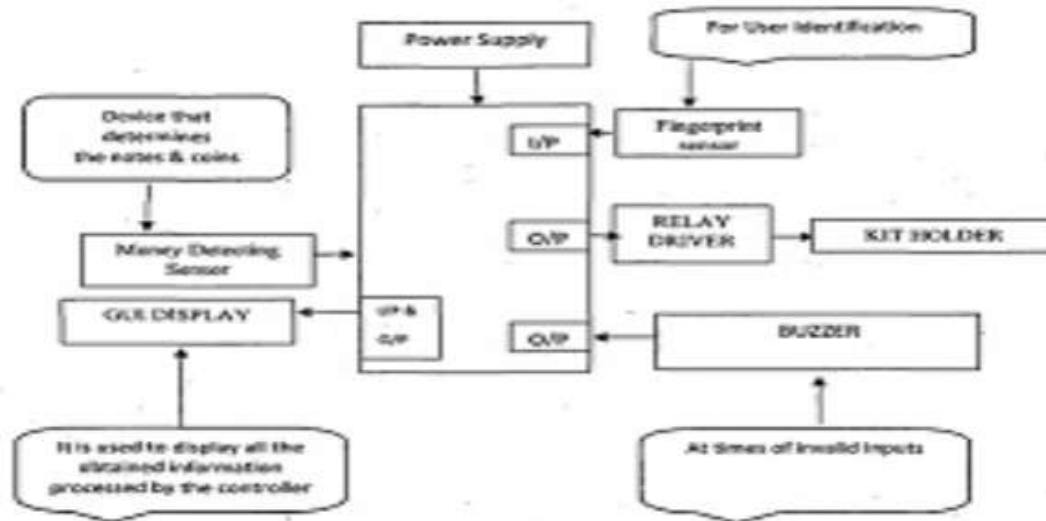 Power Supply
For User Identification
Device that
determines
the notes & coins
I/P
Fingerprint
sensor
Money Detecting
Sensor
O/P
RELAY
DRIVER
KIT HOLDER
GUI DISPLAY
I/P &
O/P
O/P
BUZZER
It is used to display all the
obtained information
processed by the controller
At times of invalid inputs